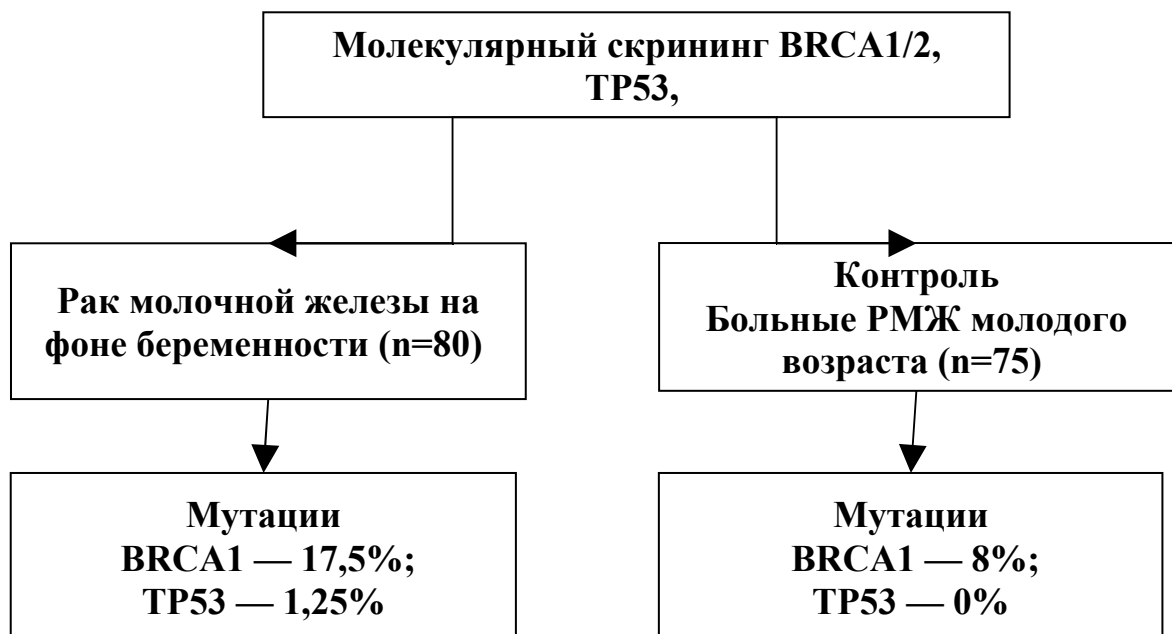 Молекулярный скрининг BRCA1/2,
TP53,
Рак молочной железы на
фоне беременности (n=80)
Контроль
Больные РМЖ молодого
возраста (n=75)
Мутации
BRCA1 — 17,5%;
TP53 — 1,25%
Мутации
BRCA1 — 8%;
TP53 — 0%